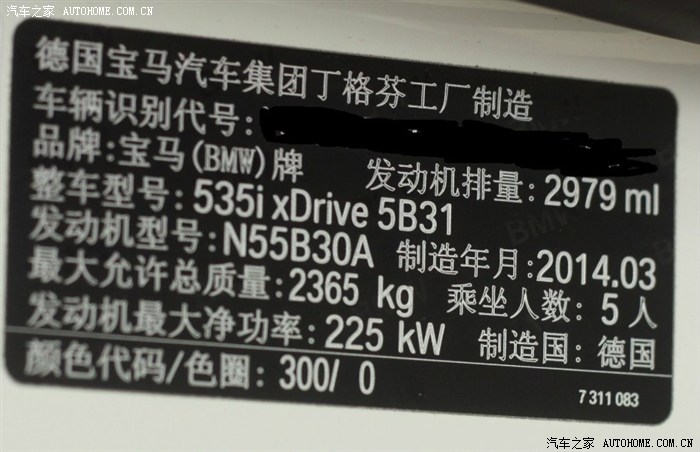 汽车之家 AUTOHOME.COM.CN
德国宝马汽车集团丁格芬工厂制造
车辆识别代号:
品牌:宝马(BMW)牌 发动机排量:2979 ml
整车型号:535i xDrive 5B31
发动机型号:N55B30A 制造年月:2014.03
最大允许总质量:2365 kg 乘坐人数:5人
发动机最大净功率:225 kW 制造国:德国
颜色代码/色圈:300/ 0
7 311 083
汽车之家 AUTOHOME.COM.CN